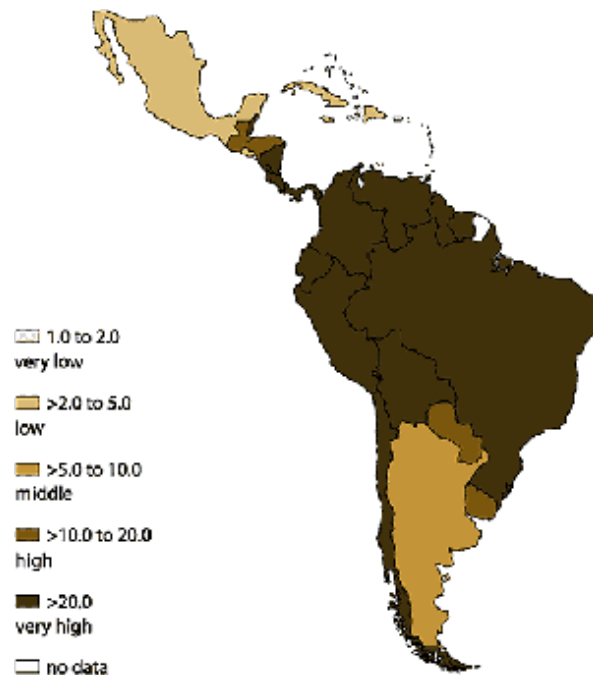 1.0 to 2.0
very low
>2.0 to 5.0
low
>5.0 to 10.0
middle
>10.0 to 20.0
high
>20.0
very high
no data